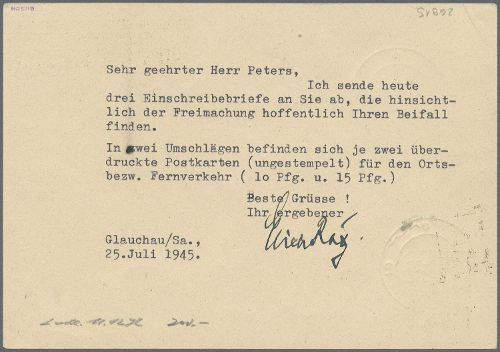 Sehr geehrter Herr Peters,
Ich sende heute
drei Einschreibebriefe an Sie ab, die hinsicht-
lich der Freimachung hoffentlich Ihren Beifall
finden.
In zwei Umschlägen befinden sich je zwei über-
druckte Postkarten (ungestempelt) für den Orts-
bezw. Fernverkehr ( lo Pfg. u. 15 Pfg.)
Beste Grüsse !
Ihr ergebener
Glauchau/Sa.,
25.Juli 1945.